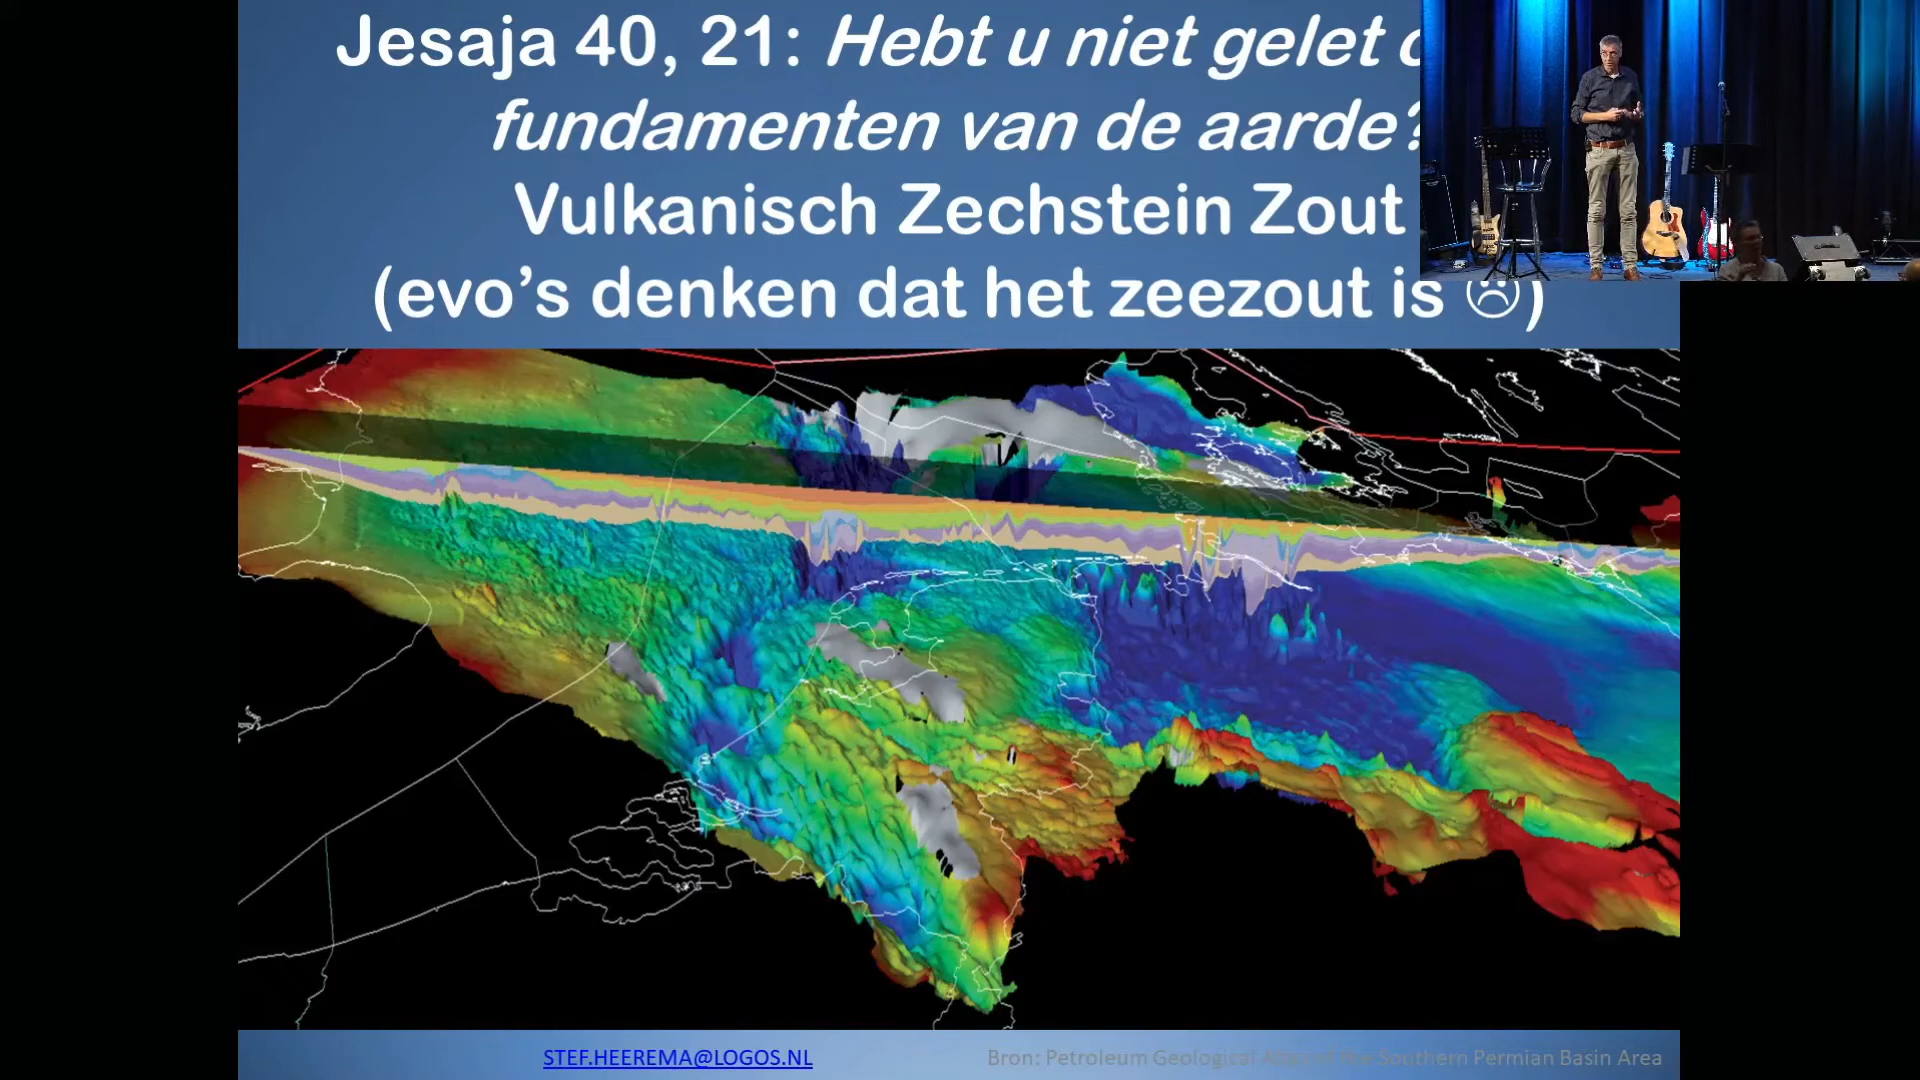 Jesaja 40, 21: Hebt u niet gelet
fundamenten van de aarde?
Vulkanisch Zechstein Zout
(evo’s denken dat het zeezout is ☹)
STEF.HEEREMA@LOGOS.NL
Bron: Petroleum Geological Atlas of the Southern Permian Basin Area